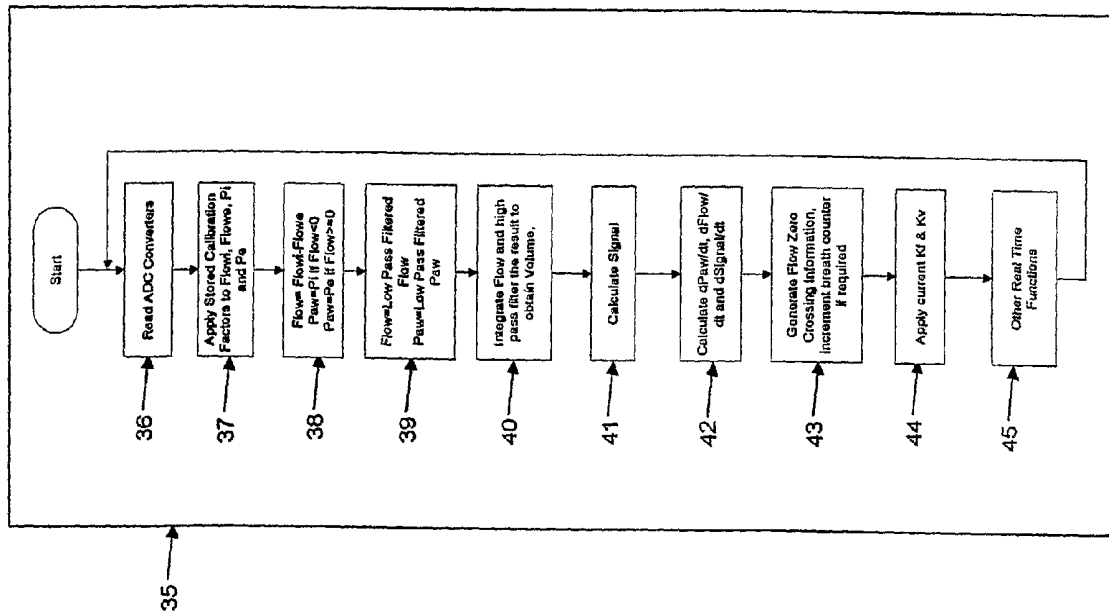 35
Start
36
Read ADC Converters
37
Apply Stored Calibration
Factors to Flowi, Flowe, Pi
and Pe
38
Flow= Flowi-Flowe
Paw=Pi if Flow<0
Paw=Pe if Flow>=0
39
Flow=Low Pass Filtered
Flow
Paw=Low Pass Filtered
Paw
40
Integrate Flow and high
pass filter the result to
obtain Volume.
41
Calculate Signal
42
Calculate dPaw/dt, dFlow/
dt and dSignal/dt
43
Generate Flow Zero
Crossing Information,
Increment breath counter
if required
44
Apply current Kf & Kv
45
Other Real Time
Functions